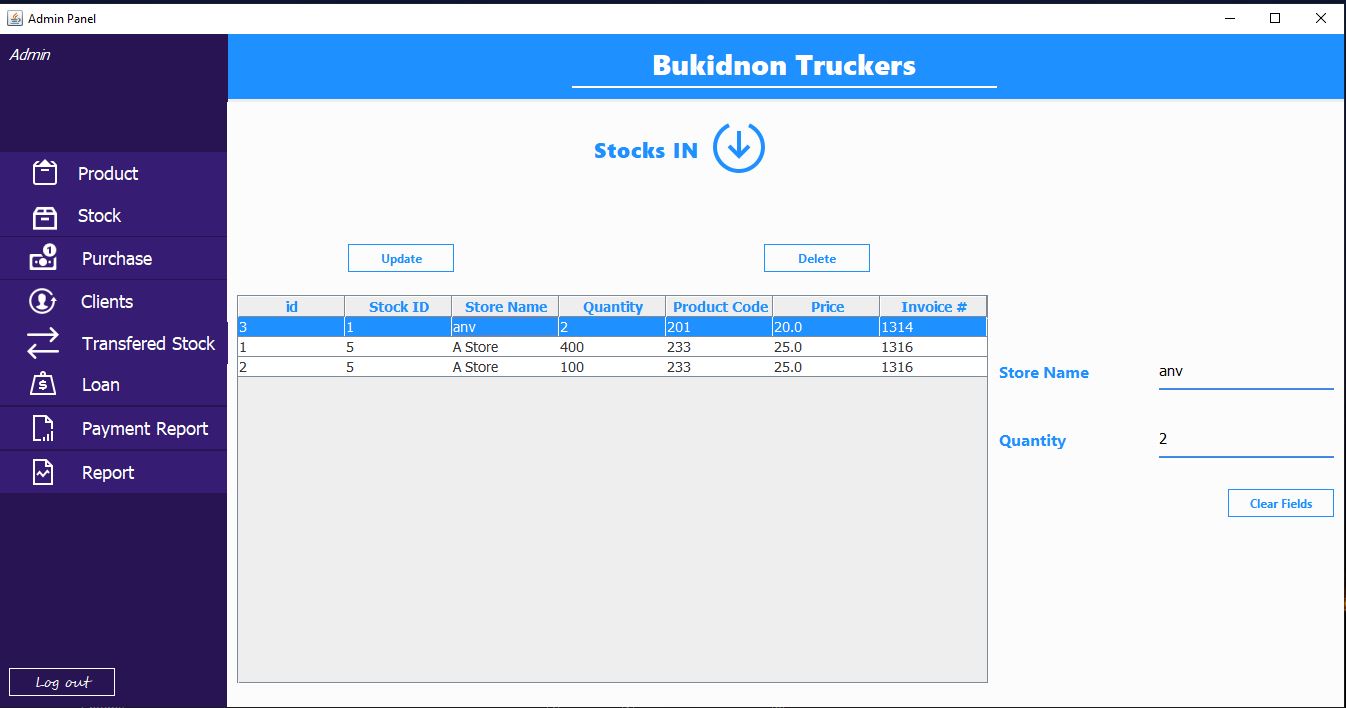 Admin Panel
Admin
Bukidnon Truckers
Stocks IN
Product
Stock
1
Purchase
Clients
Transfered Stock
$
Loan
Payment Report
Report
Log out
Update
Delete
id Stock ID Store Name Quantity Product Code Price Invoice #
3 1 anv 2 201 20.0 1314
1 5 A Store 400 233 25.0 1316
2 5 A Store 100 233 25.0 1316
Store Name anv
Quantity 2
Clear Fields